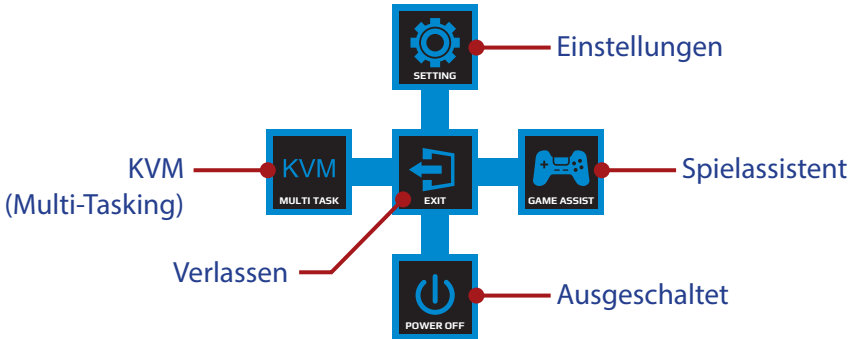 SETTING
Einstellungen
KVM
(Multi-Tasking)
KVM
MULTI TASK
EXIT
GAME ASSIST
Spielassistent
Verlassen
POWER OFF
Ausgeschaltet